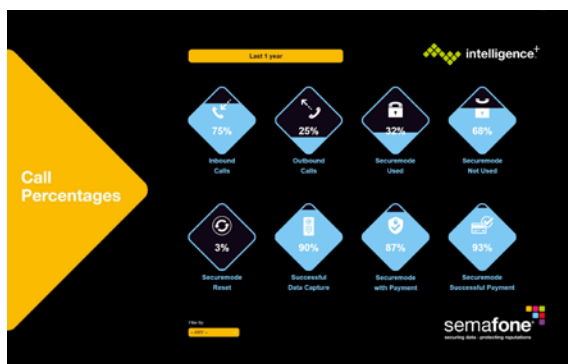 Last 1 year
intelligence+
75%
25%
32%
68%
Inbound
Calls
Outbound
Calls
Securemode
Used
Securemode
Not Used
Call
Percentages
3%
90%
87%
93%
Securemode
Reset
Successful
Data Capture
Securemode
with Payment
Securemode
Successful Payment
Filter by
semafone
securing data - protecting reputations